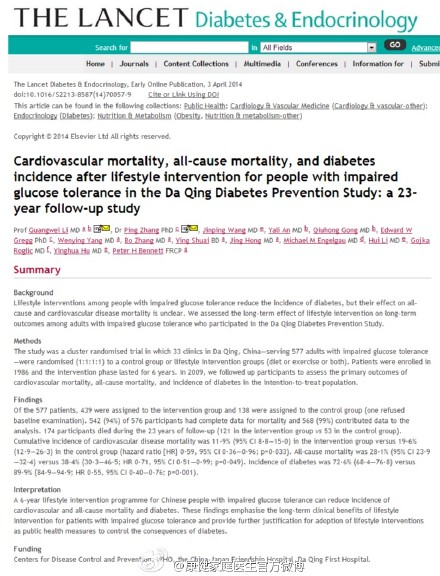 THE LANCET Diabetes & Endocrinology
Search for In All Fields GO Advanced
Home | Journals | Content Collections | Multimedia | Conferences | Information for | Submi
The Lancet Diabetes & Endocrinology, Early Online Publication, 3 April 2014
doi:10.1016/S2213-8587(14)70057-9 Cite or Link Using DOI
This article can be found in the following collections: Public Health; Cardiology & Vascular Medicine (Cardiology & vascular-other);
Endocrinology (Diabetes); Nutrition & Metabolism (Obesity, Nutrition & metabolism-other)
Copyright © 2014 Elsevier Ltd All rights reserved.
Cardiovascular mortality, all-cause mortality, and diabetes
incidence after lifestyle intervention for people with impaired
glucose tolerance in the Da Qing Diabetes Prevention Study: a 23-
year follow-up study
Prof Guangwei Li MD a b, Dr Ping Zhang PhD c, Jinping Wang MD d, Yali An MD b, Qiuhong Gong MD b, Edward W
Gregg PhD c, Wenying Yang MD a, Bo Zhang MD a, Ying Shuai BD a, Jing Hong MD a, Michael M Engelgau MD d, Hui Li MD e, Gojka
Roglic MD f, Yinghua Hu MD a, Peter H Bennett FRCP
Summary
Background
Lifestyle interventions among people with impaired glucose tolerance reduce the incidence of diabetes, but their effect on all-
cause and cardiovascular disease mortality is unclear. We assessed the long-term effect of lifestyle intervention on long-term
outcomes among adults with impaired glucose tolerance who participated in the Da Qing Diabetes Prevention Study.
Methods
The study was a cluster randomised trial in which 33 clinics in Da Qing, China—serving 577 adults with impaired glucose tolerance
—were randomised (1:1:1:1) to a control group or lifestyle intervention groups (diet or exercise or both). Patients were enrolled in
1986 and the intervention phase lasted for 6 years. In 2009, we followed up participants to assess the primary outcomes of
cardiovascular mortality, all-cause mortality, and incidence of diabetes in the intention-to-treat population.
Findings
Of the 577 patients, 439 were assigned to the intervention group and 138 were assigned to the control group (one refused
baseline examination). 542 (94%) of 576 participants had complete data for mortality and 568 (99%) contributed data to the
analysis. 174 participants died during the 23 years of follow-up (121 in the intervention group vs 53 in the control group).
Cumulative incidence of cardiovascular disease mortality was 11·9% (95% CI 8·8—15·0) in the intervention group versus 19·6%
(12·9—26·3) in the control group (hazard ratio [HR] 0·59, 95% CI 0·36—0·96; p=0·033). All-cause mortality was 28·1% (95% CI 23·9
—32·4) versus 38·4% (30·3—46·5; HR 0·71, 95% CI 0·51—0·99; p=0·049). Incidence of diabetes was 72·6% (68·4—76·8) versus
89·9% (84·9—94·9; HR 0·55, 95% CI 0·40—0·76; p=0·001).
Interpretation
A 6-year lifestyle intervention programme for Chinese people with impaired glucose tolerance can reduce incidence of
cardiovascular and all-cause mortality and diabetes. These findings emphasise the long-term clinical benefits of lifestyle
intervention for patients with impaired glucose tolerance and provide further justification for adoption of lifestyle interventions
as public health measures to control the consequences of diabetes.
Funding
Centers for Disease Control and Prevention, WHO, the China-Japan Friendship Hospital, Da Qing First Hospital.
@康健家庭医生官方微博